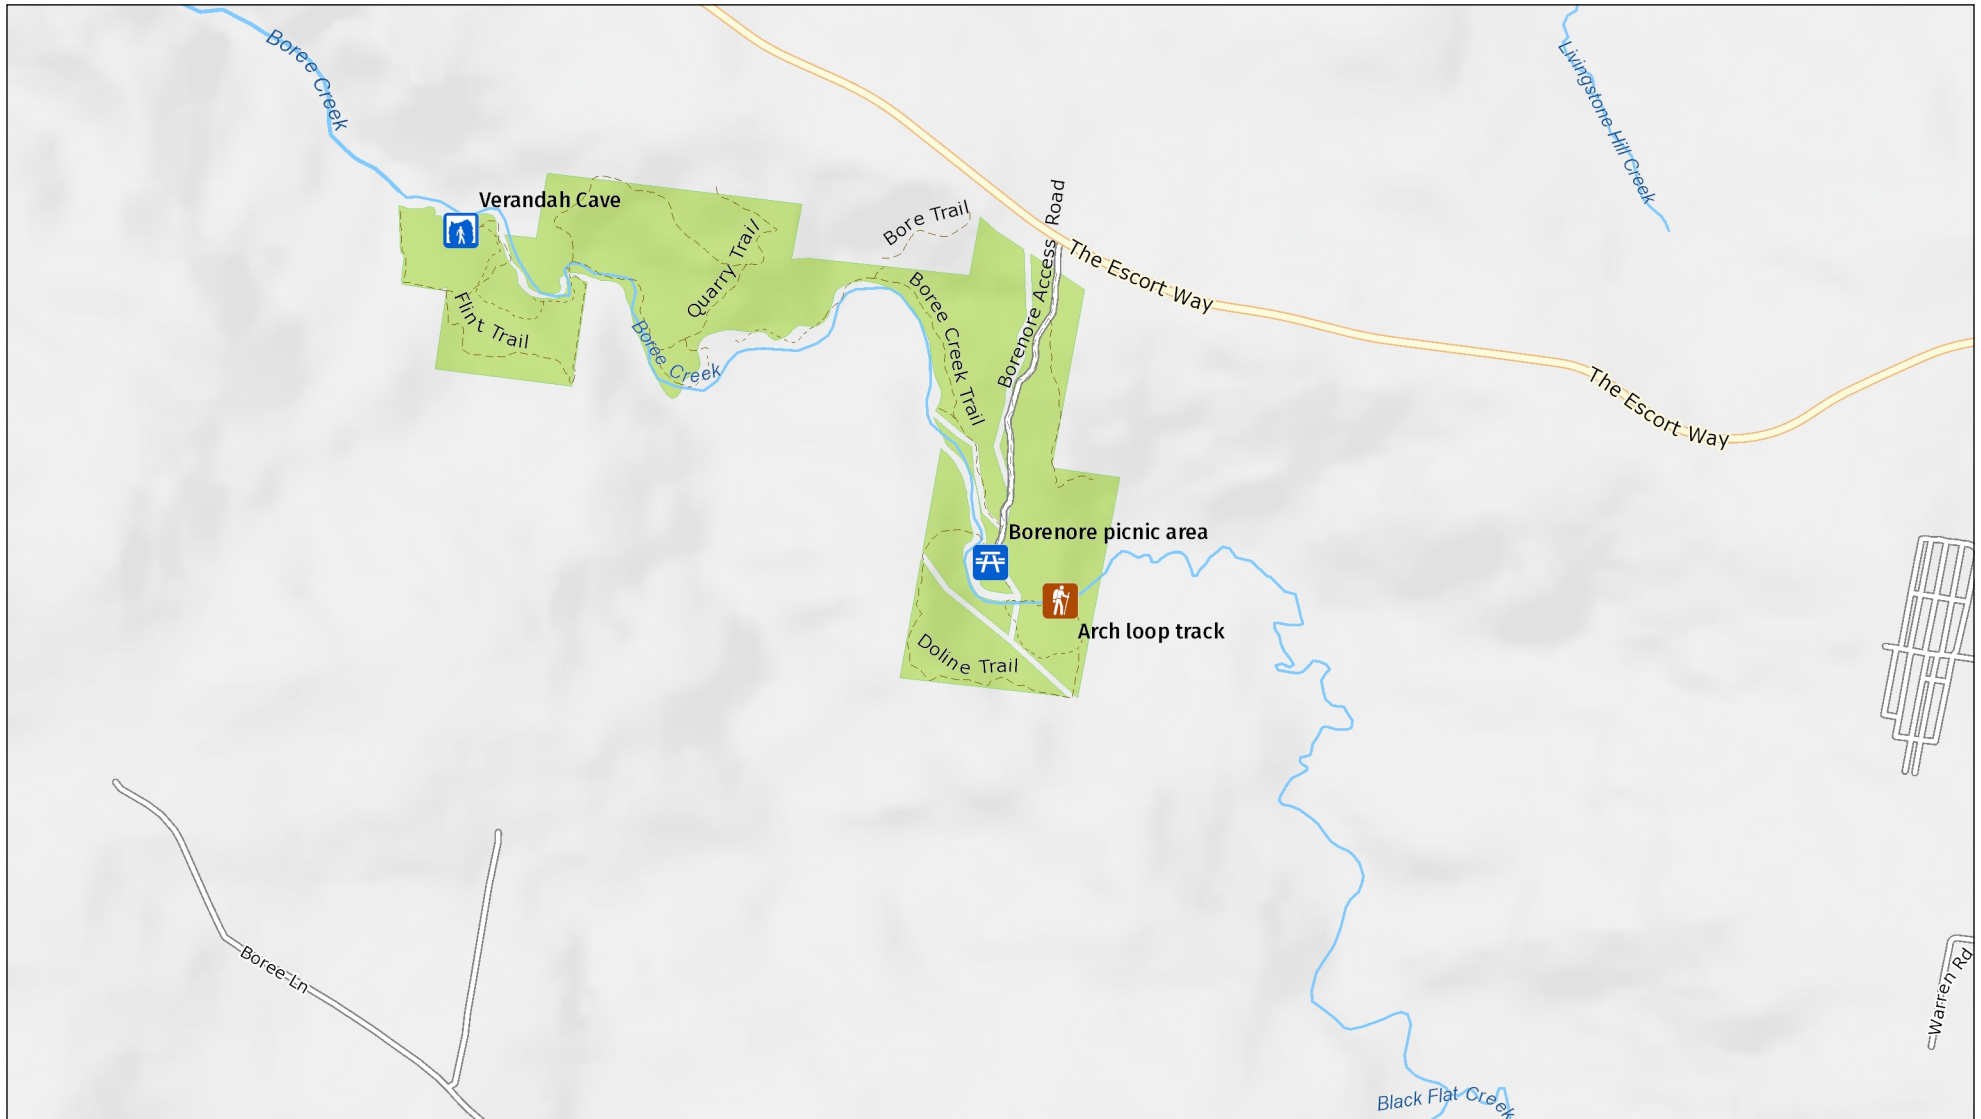 Boree Creek
Livingstone Hill Creek
Verandah Cave
Bore Trail
Borenore Access Road
Quarry Trail
The Escort Way
Flint Trail
Boree Creek
Boree Creek Trail
The Escort Way
Borenore picnic area
Arch loop track
Doline Trail
Boree Ln
Warren Rd
Black Flat Creek